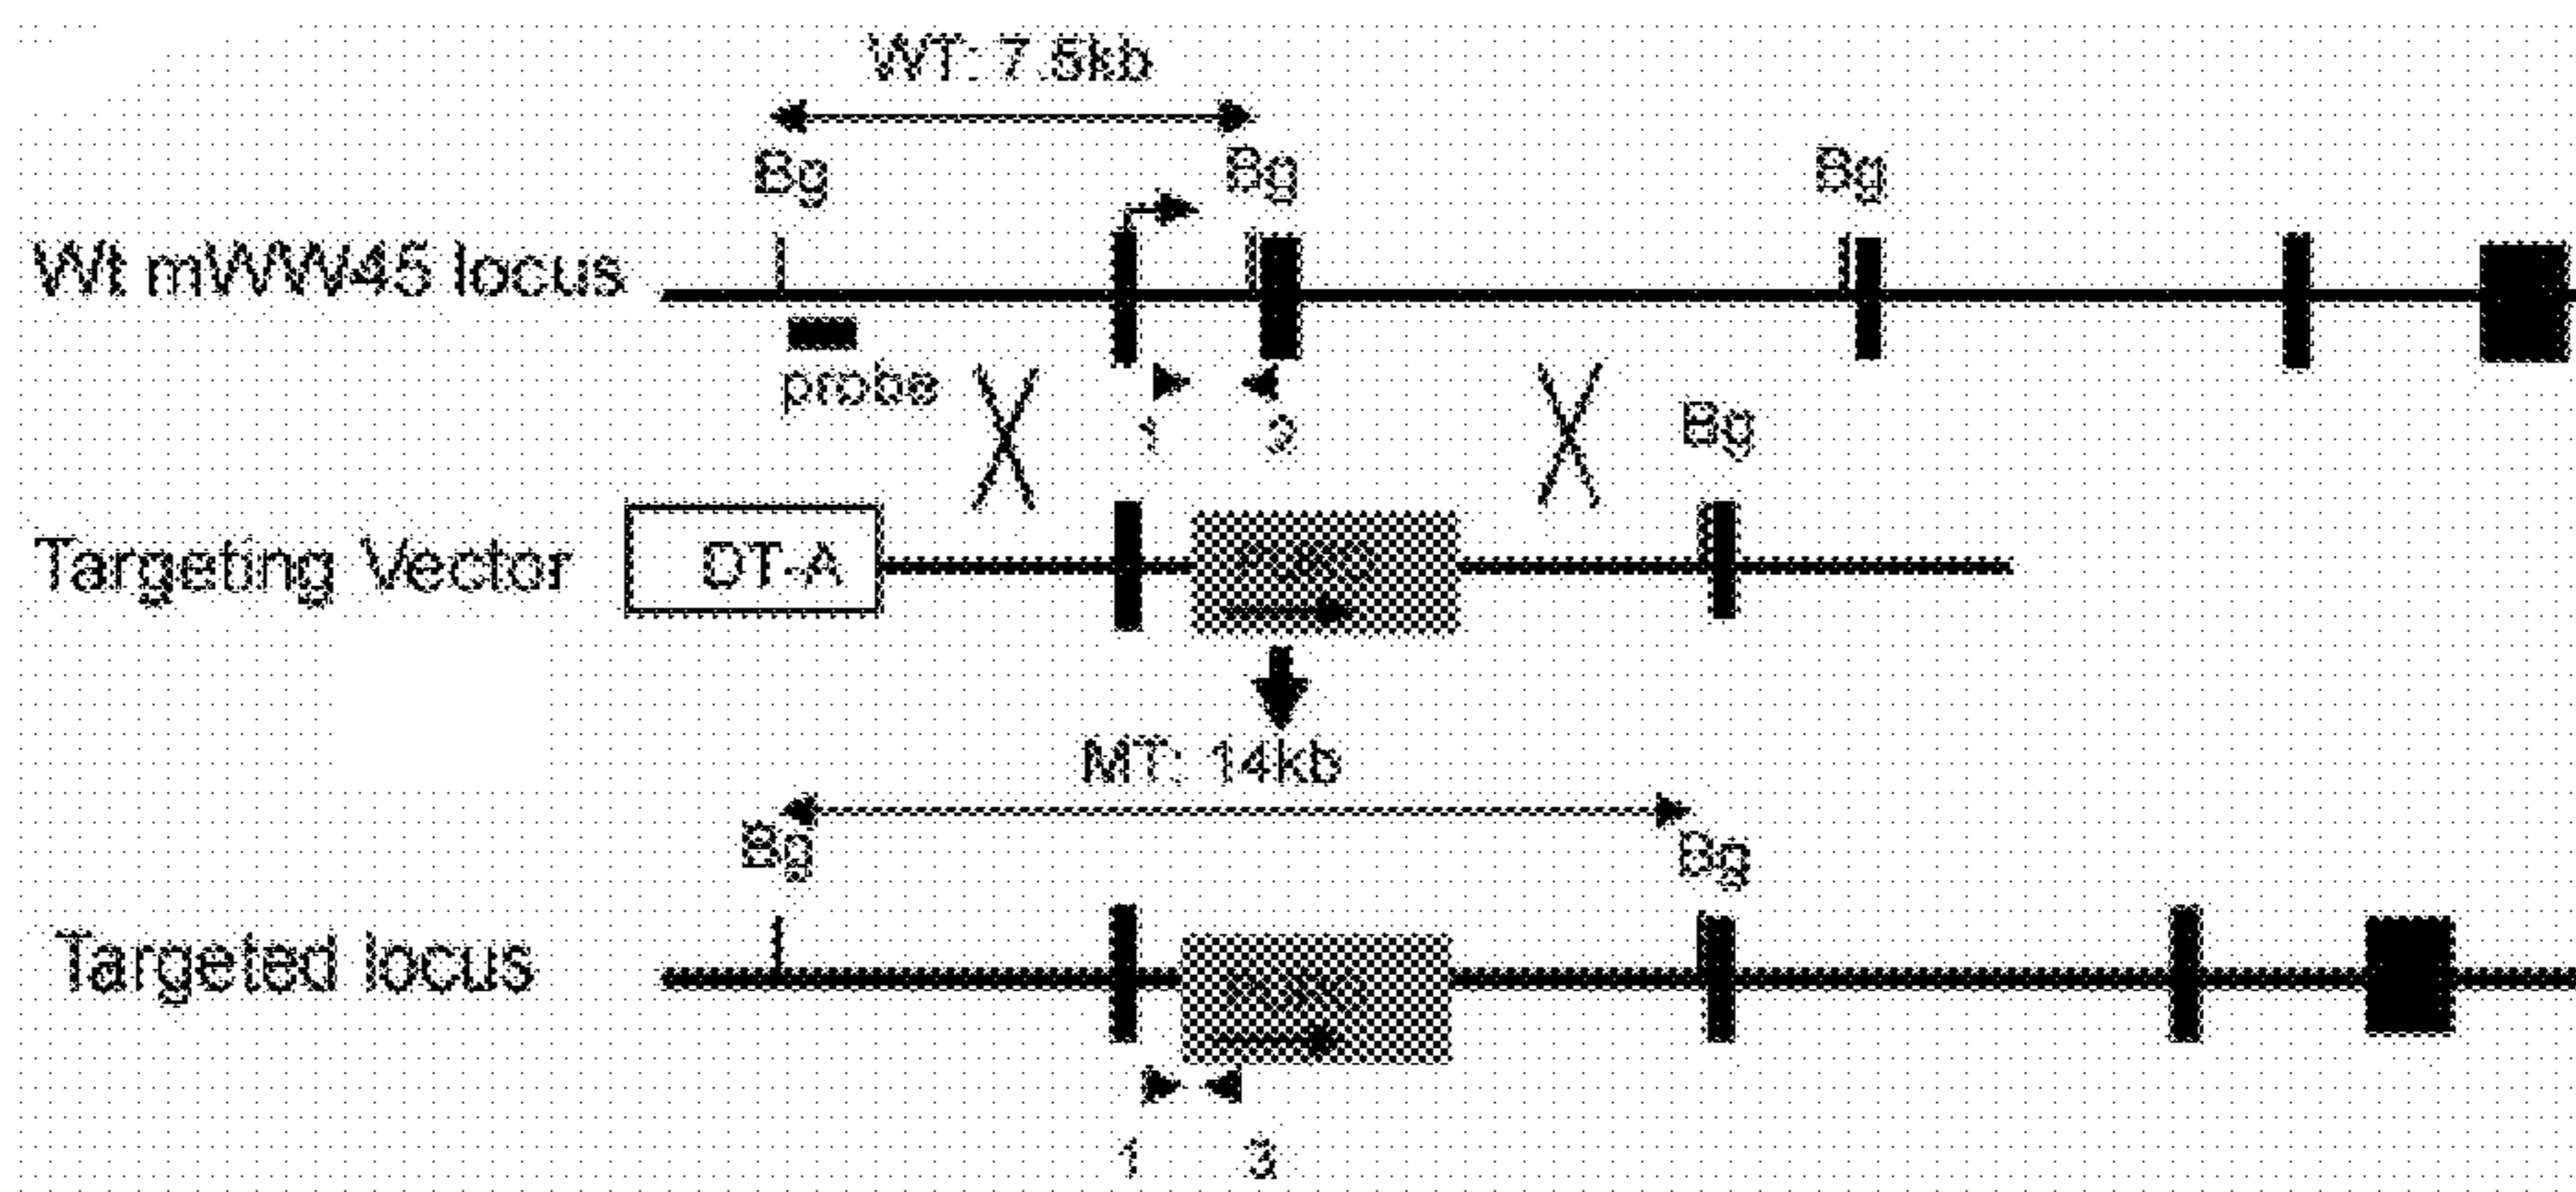 WT: 7.5kb
Bg Bg Bg
Wt mWW45 locus
probe
1 2 Bg
Targeting Vector DT-A
MT: 14kb
Bg Bg
Targeted locus
1 3